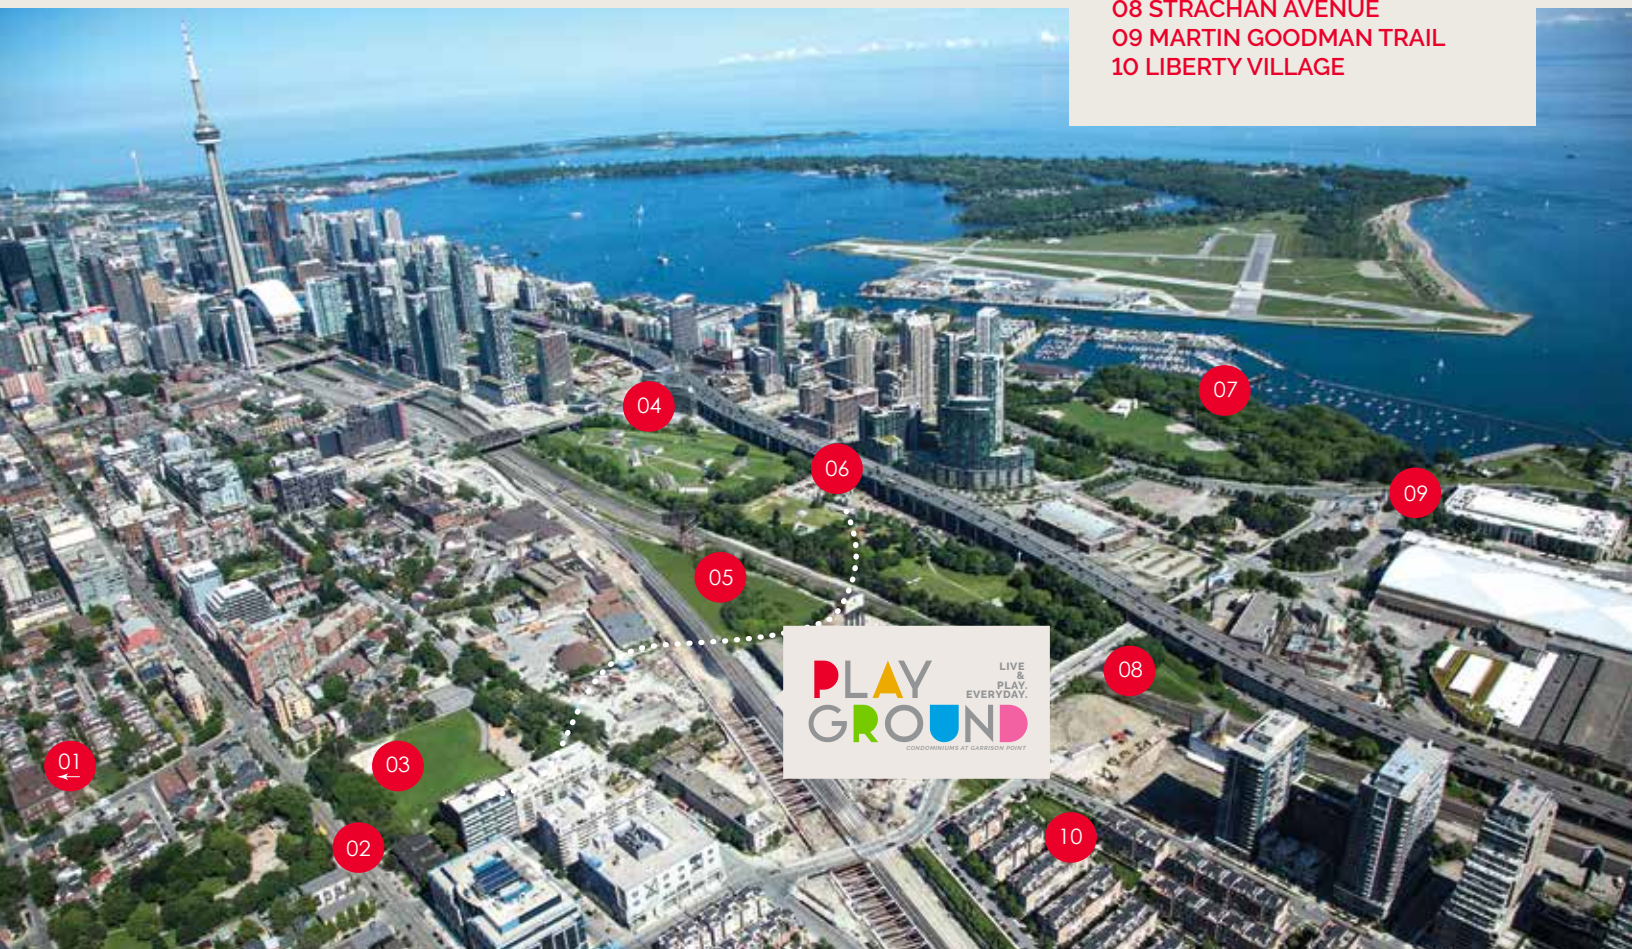 08 STRACHAN AVENUE
09 MARTIN GOODMAN TRAIL
10 LIBERTY VILLAGE
04
07
06
09
05
08
PLAY
GROUND
LIVE
&
PLAY.
EVERYDAY.
CONDOMINIUMS AT GARRISON POINT
01
03
02
10